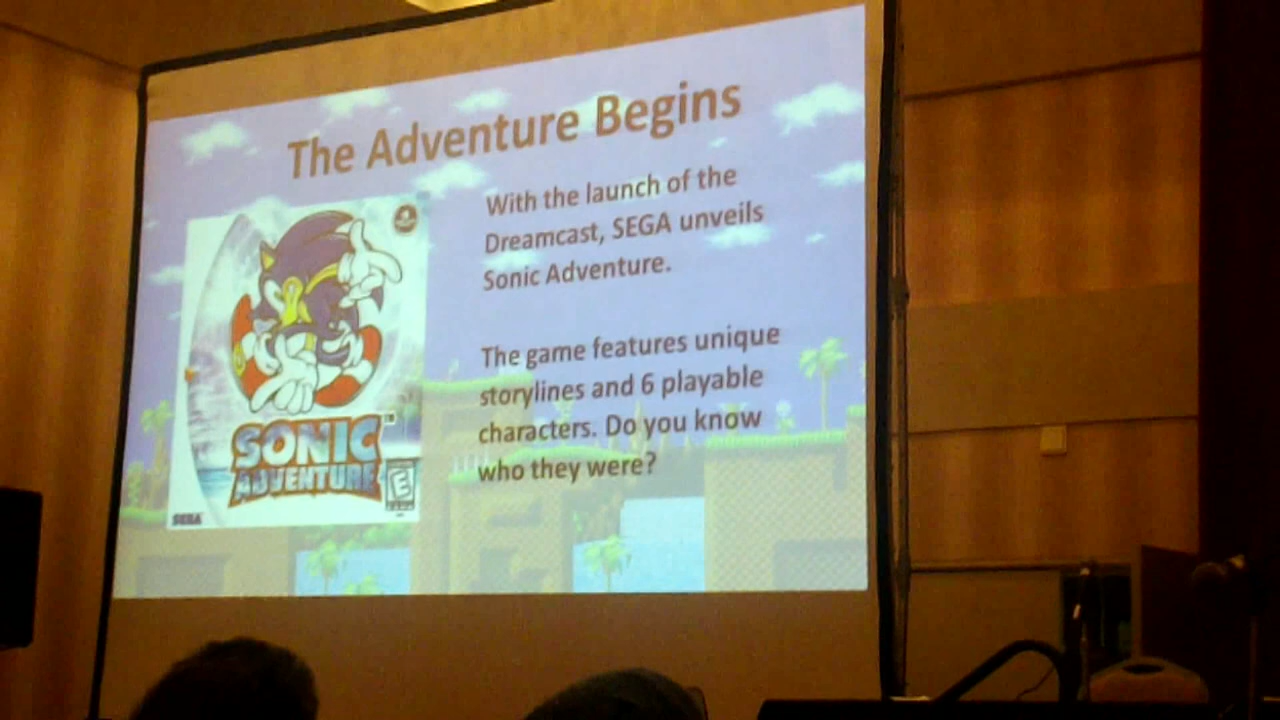 The Adventure Begins
With the launch of the
Dreamcast, SEGA unveils
Sonic Adventure.
The game features unique
storylines and 6 playable
characters. Do you know
who they were?
SONIC
ADVENTURE™
E
SEGA